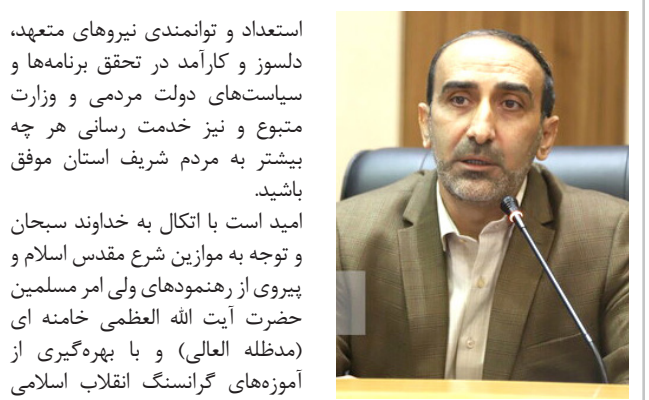 استعداد و توانمندی نیروهای متعهد،
دلسوز و کارآمد در تحقق برنامه‌ها و
سیاست‌های دولت مردمی و وزارت
متبوع و نیز خدمت رسانی هر چه
بیشتر به مردم شریف استان موفق
باشید.
امید است با اتکال به خداوند سبحان
و توجه به موازین شرع مقدس اسلام و
پیروی از رهنمودهای ولی امر مسلمین
حضرت آیت الله العظمی خامنه ای
(مدظله العالی) و با بهره‌گیری از
آموزه‌های گرانسنگ انقلاب اسلامی